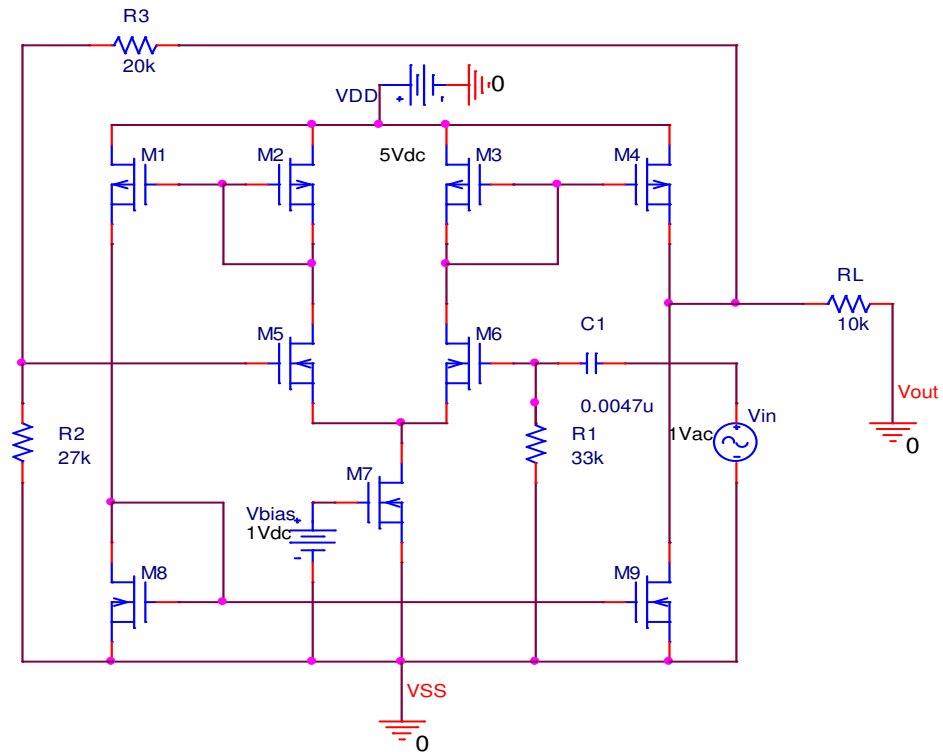 R3
20k
VDD
0
5Vdc
M1
M2
M3
M4
RL
10k
C1
M5
M6
0.0047u
Vout
0
R2
27k
R1
33k
1Vac
Vin
M7
Vbias
1Vdc
M8
M9
VSS
0